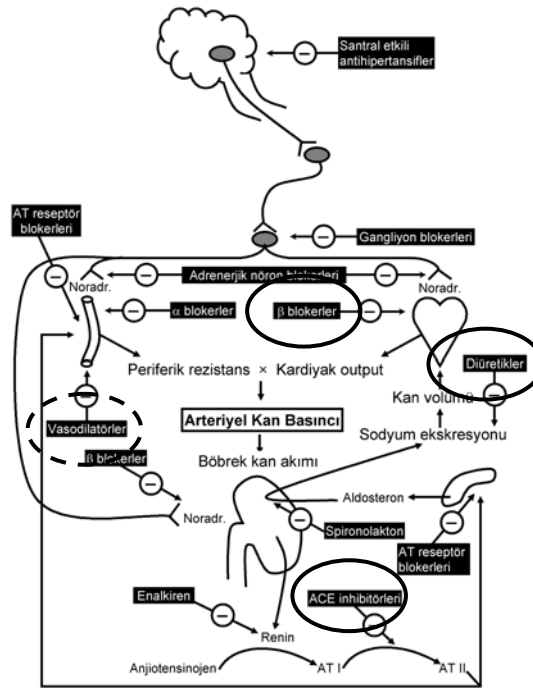 Santral etkili
antihipertansifler
AT reseptör
blokerleri
Gangliyon blokerleri
Adrenerjik nöron blokerleri
Noradr.
Noradr.
α blokerler
β blokerler
Diüretikler
Periferik rezistans × Kardiyak output
Kan volumü
Vasodilatörler
Arteriyel Kan Basıncı
Sodyum ekskresyonu
β blokerler
Böbrek kan akımı
Aldosteron
Noradr.
Spironolakton
AT reseptör
blokerleri
Enalkiren
ACE inhibitörleri
Renin
Anjiotensinojen
AT I
AT II